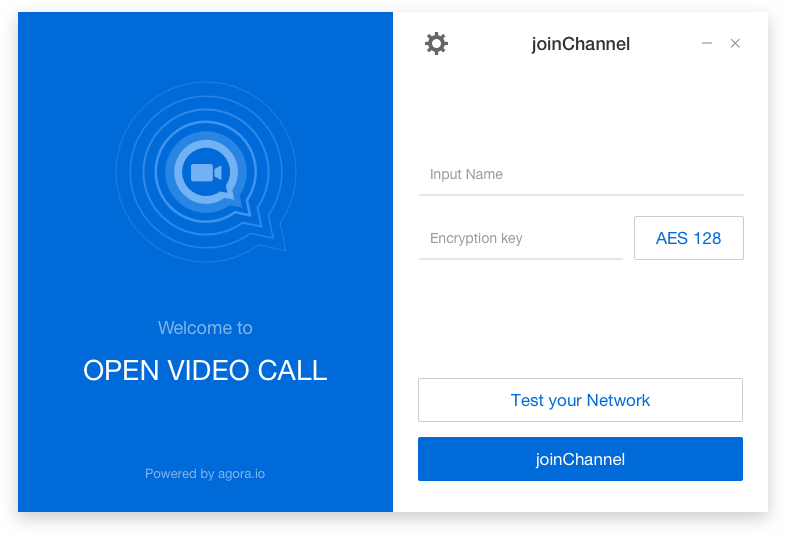 Welcome to
OPEN VIDEO CALL
Powered by agora.io
joinChannel
Input Name
Encryption key
AES 128
Test your Network
joinChannel